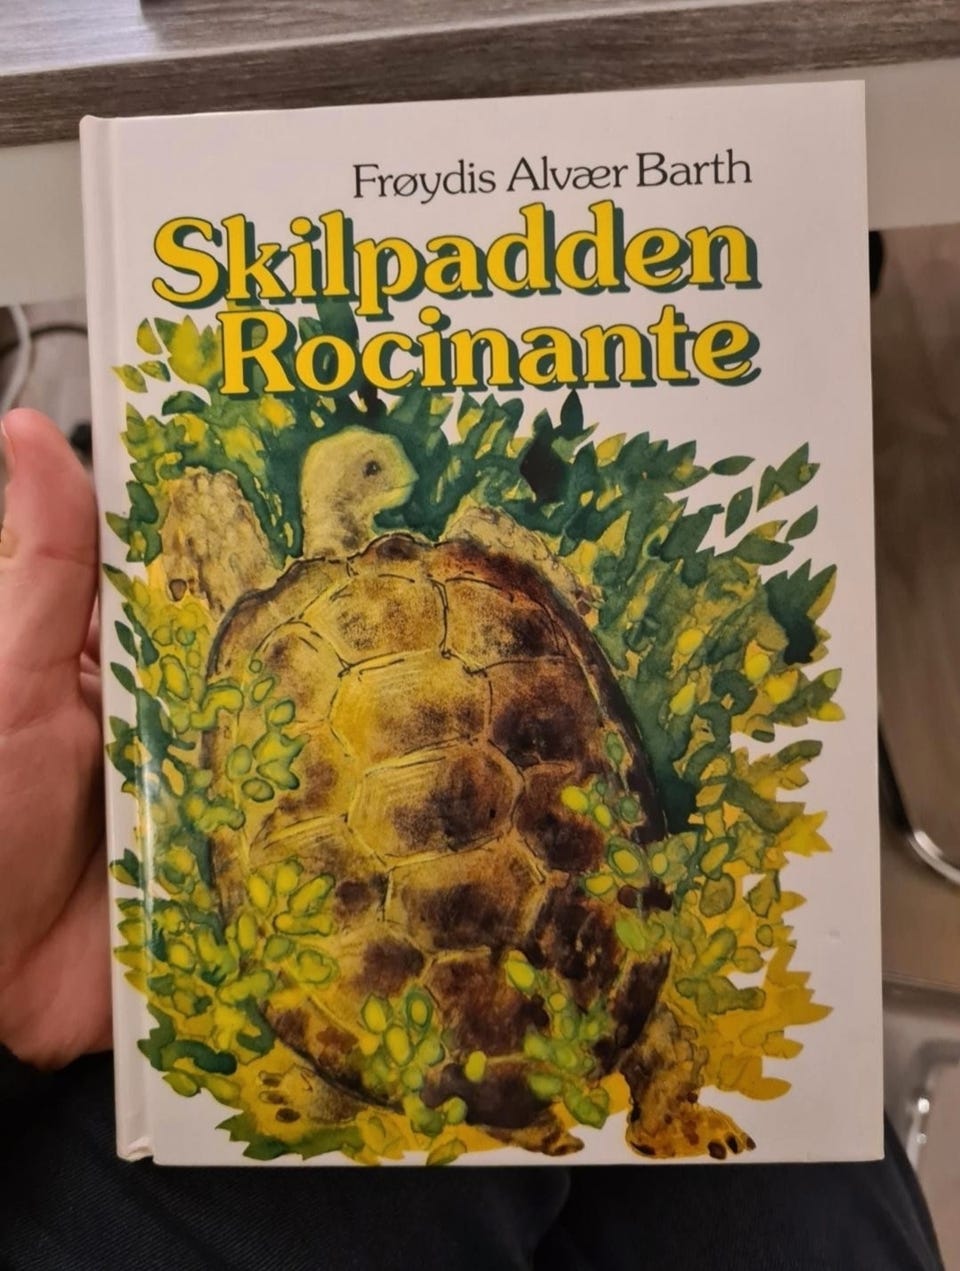 Frøydis Alvær Barth
Skilpadden
Rocinante